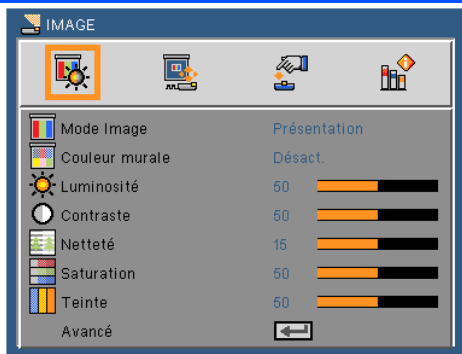 IMAGE
Mode Image Présentation
Couleur murale Désact.
Luminosité 50
Contraste 50
Netteté 15
Saturation 50
Teinte 50
Avancé